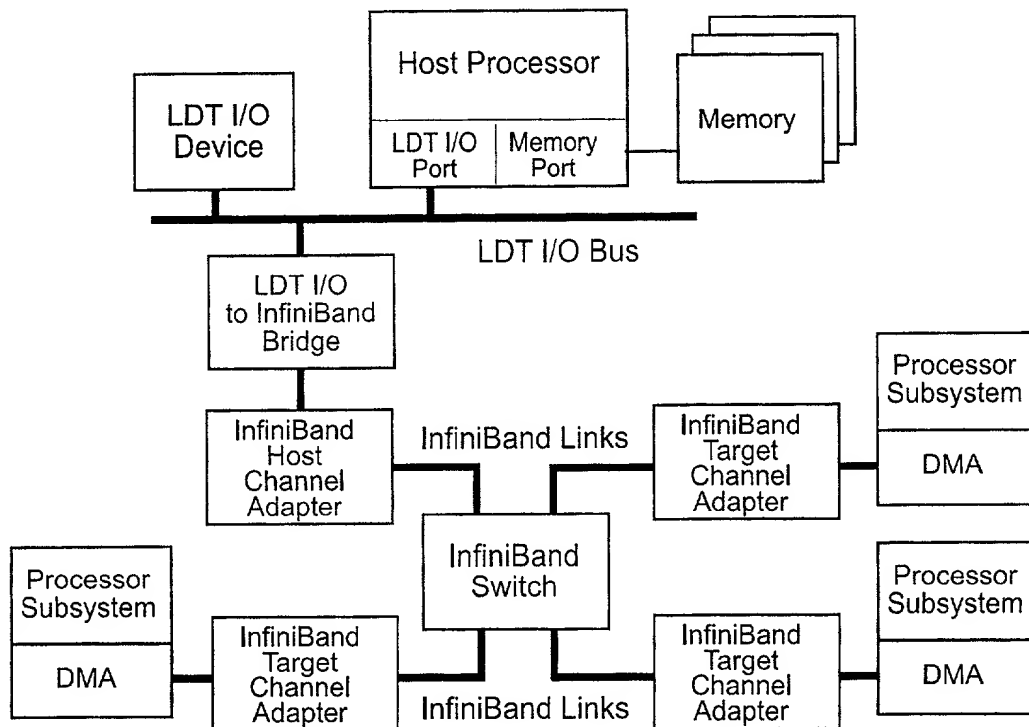 LDT I/O
Device
Host Processor
LDT I/O
Port
Memory
Port
Memory
LDT I/O Bus
LDT I/O
to InfiniBand
Bridge
InfiniBand
Host
Channel
Adapter
InfiniBand Links
InfiniBand
Target
Channel
Adapter
Processor
Subsystem
DMA
InfiniBand
Switch
Processor
Subsystem
DMA
InfiniBand
Target
Channel
Adapter
InfiniBand Links
InfiniBand
Target
Channel
Adapter
Processor
Subsystem
DMA